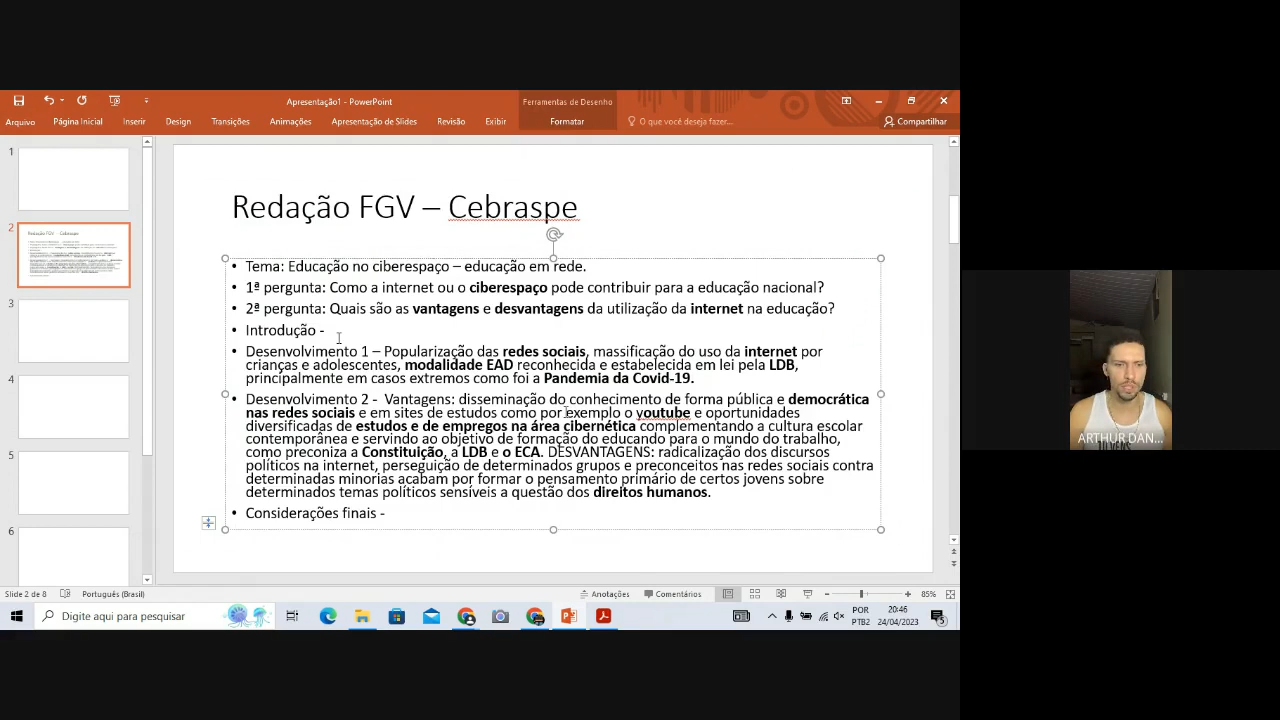 Apresentação1 - PowerPoint
Ferramentas de Desenho
Arquivo
Página Inicial
Inserir
Design
Transições
Animações
Apresentação de Slides
Revisão
Exibir
Formatar
O que você deseja fazer...
Compartilhar
1
2
3
4
5
6
Redação FGV – Cebraspe
• Tema: Educação no ciberespaço – educação em rede.
• 1ª pergunta: Como a internet ou o ciberespaço pode contribuir para a educação nacional?
• 2ª pergunta: Quais são as vantagens e desvantagens da utilização da internet na educação?
• Introdução -
• Desenvolvimento 1 – Popularização das redes sociais, massificação do uso da internet por
crianças e adolescentes, modalidade EAD reconhecida e estabelecida em lei pela LDB,
principalmente em casos extremos como foi a Pandemia da Covid-19.
• Desenvolvimento 2 - Vantagens: disseminação do conhecimento de forma pública e democrática
nas redes sociais e em sites de estudos como por exemplo o youtube e oportunidades
diversificadas de estudos e de empregos na área cibernética complementando a cultura escolar
contemporânea e servindo ao objetivo de formação do educando para o mundo do trabalho,
como preconiza a Constituição, a LDB e o ECA. DESVANTAGENS: radicalização dos discursos
políticos na internet, perseguição de determinados grupos e preconceitos nas redes sociais contra
determinadas minorias acabam por formar o pensamento primário de certos jovens sobre
determinados temas políticos sensíveis a questão dos direitos humanos.
• Considerações finais -
ARTHUR DAN...
Slide 2 de 8
Português (Brasil)
Anotações
Comentários
85%
Digite aqui para pesquisar
POR
PTB2
20:46
24/04/2023
5